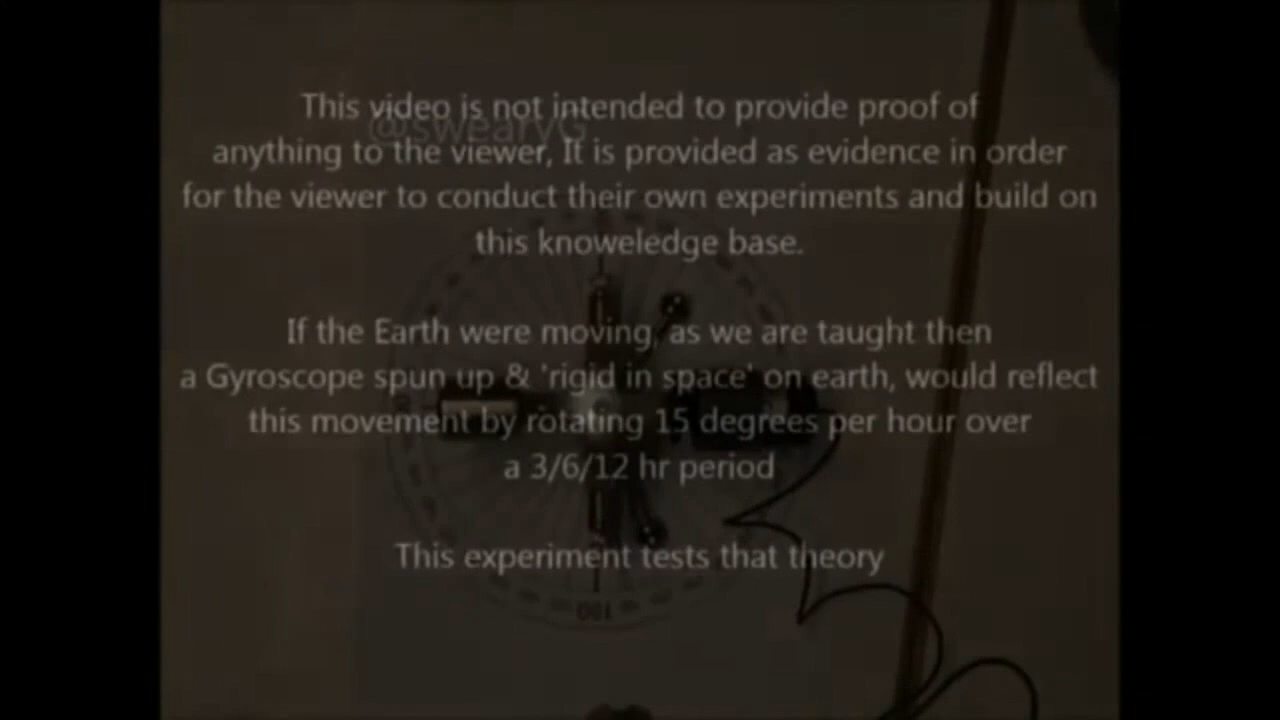 This video is not intended to provide proof of
@swearyG
anything to the viewer, It is provided as evidence in order
for the viewer to conduct their own experiments and build on
this knoweledge base.
If the Earth were moving, as we are taught then
a Gyroscope spun up & 'rigid in space' on earth, would reflect
this movement by rotating 15 degrees per hour over
a 3/6/12 hr period
This experiment tests that theory
180